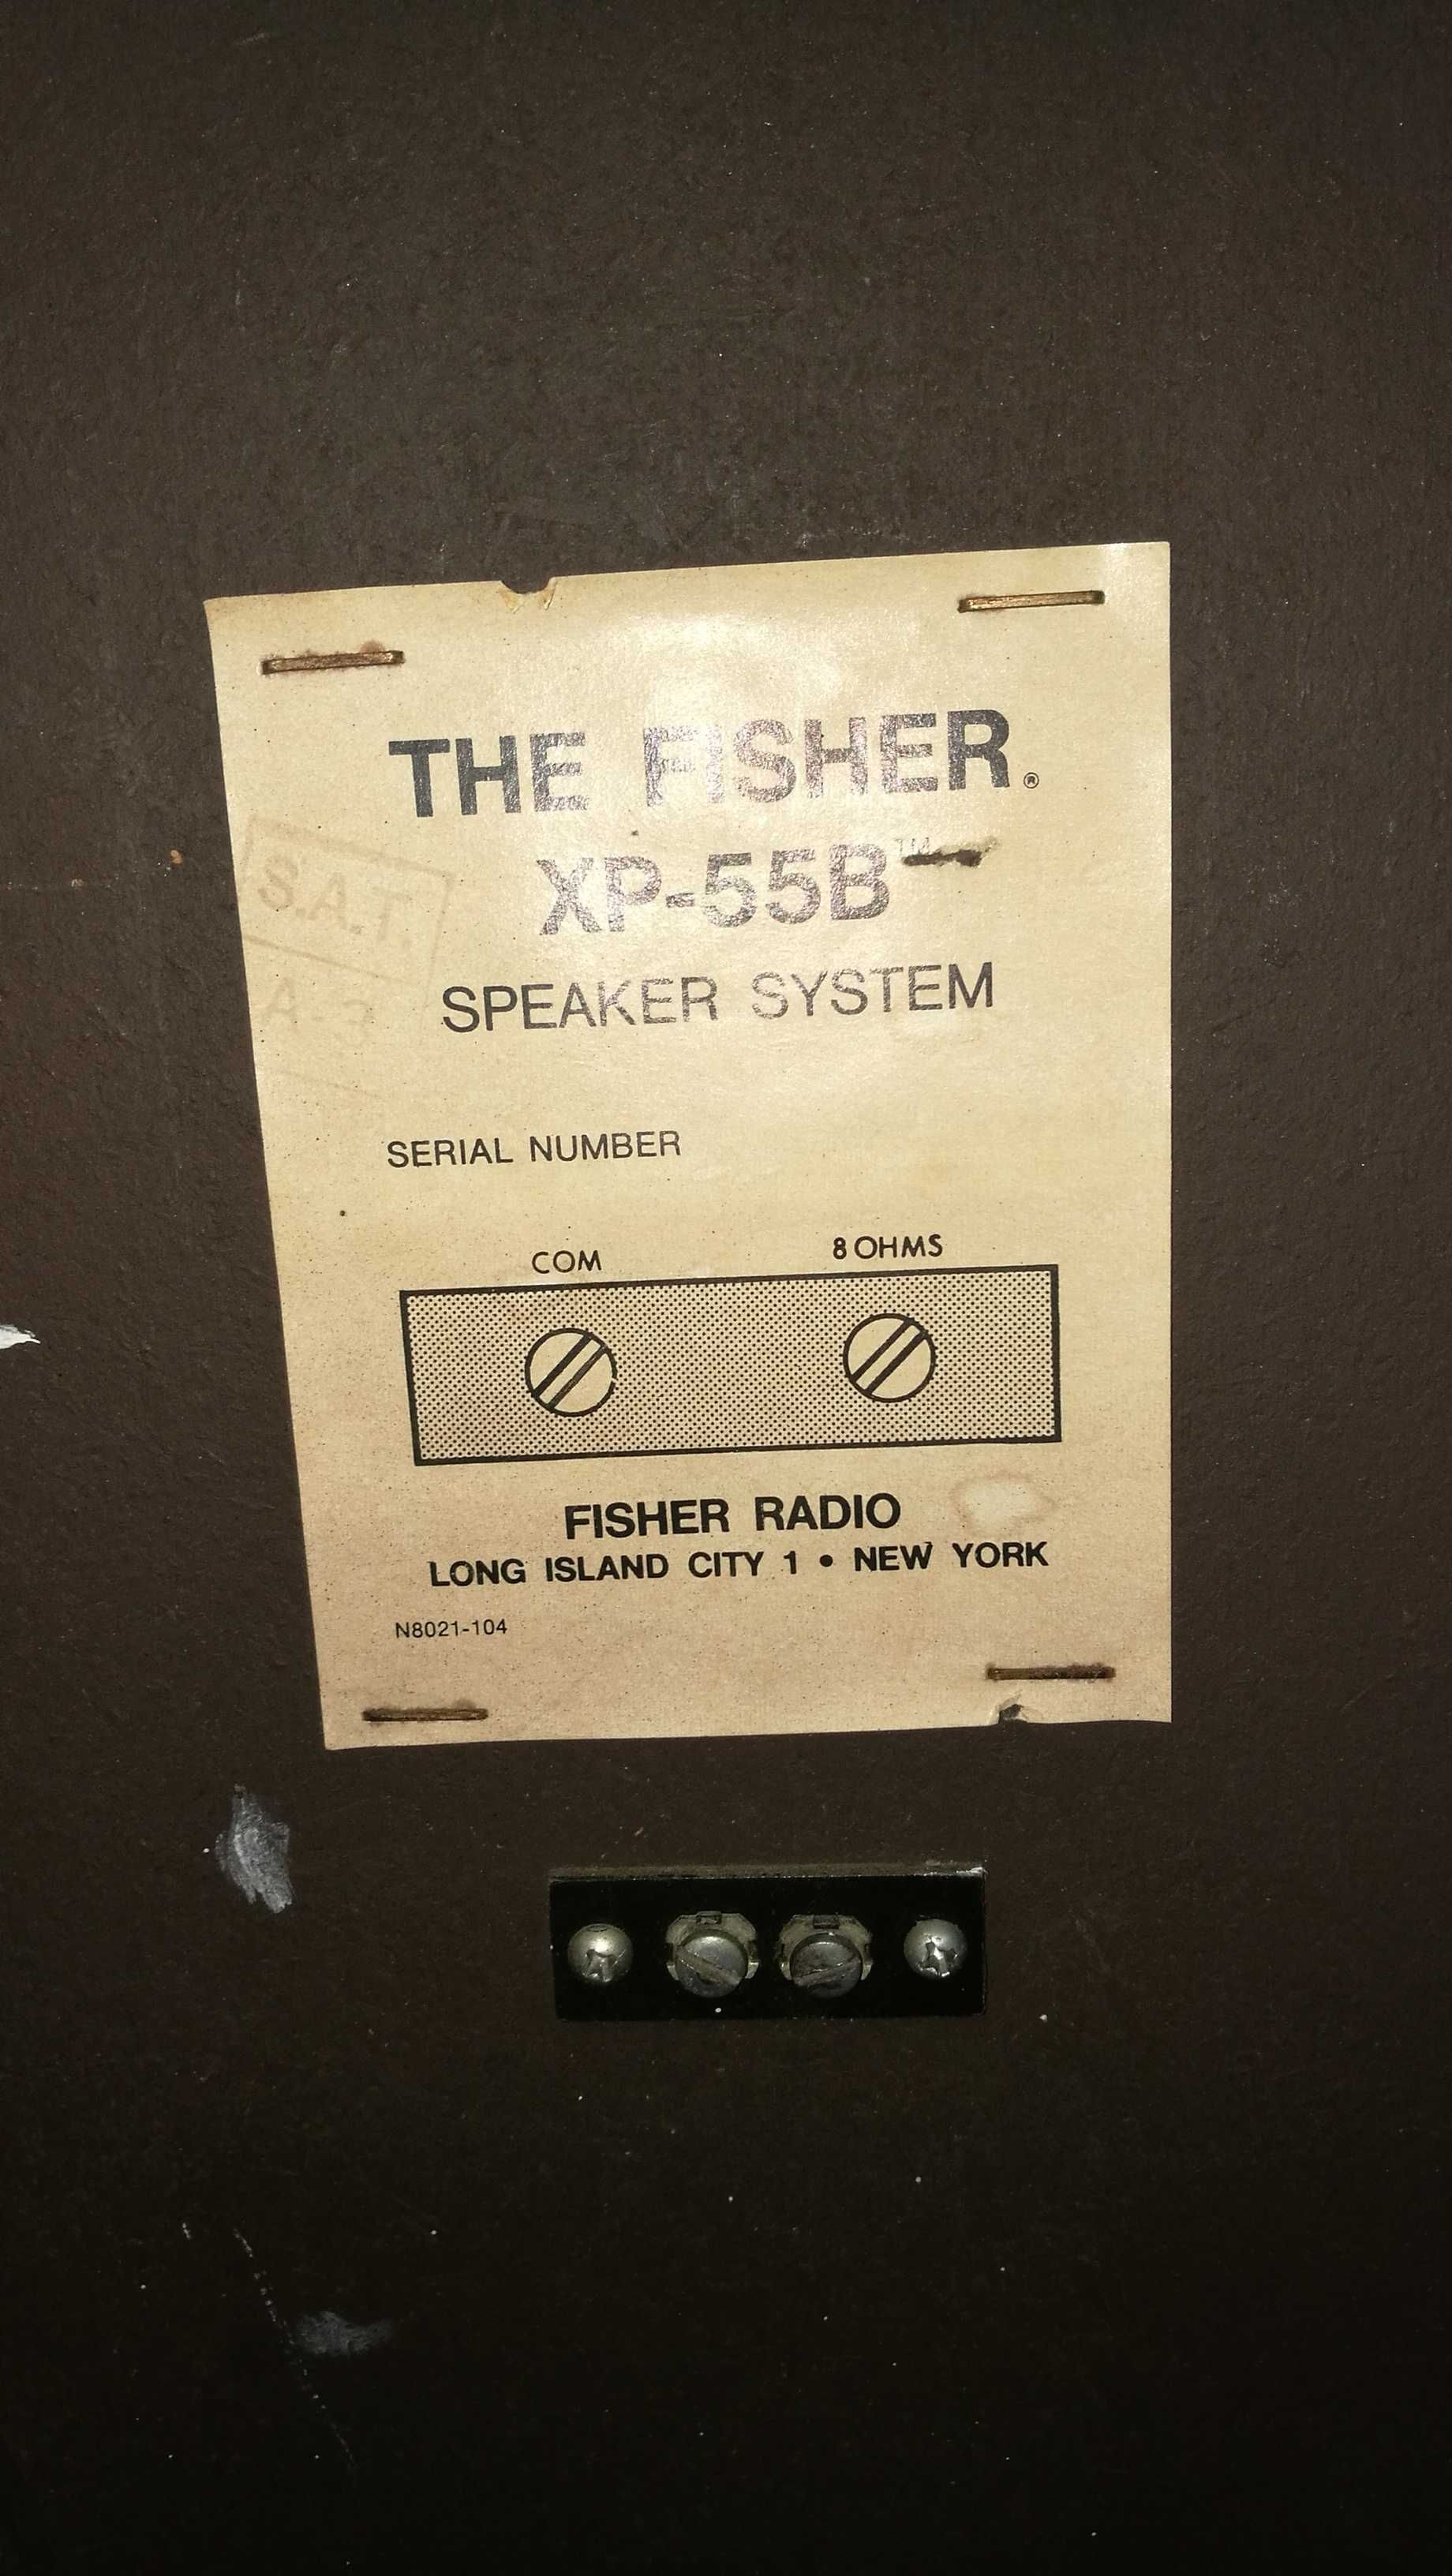 THE FISHER®
XP-55B™
SPEAKER SYSTEM
SERIAL NUMBER
COM 8 OHMS
FISHER RADIO
LONG ISLAND CITY 1 • NEW YORK
N8021-104